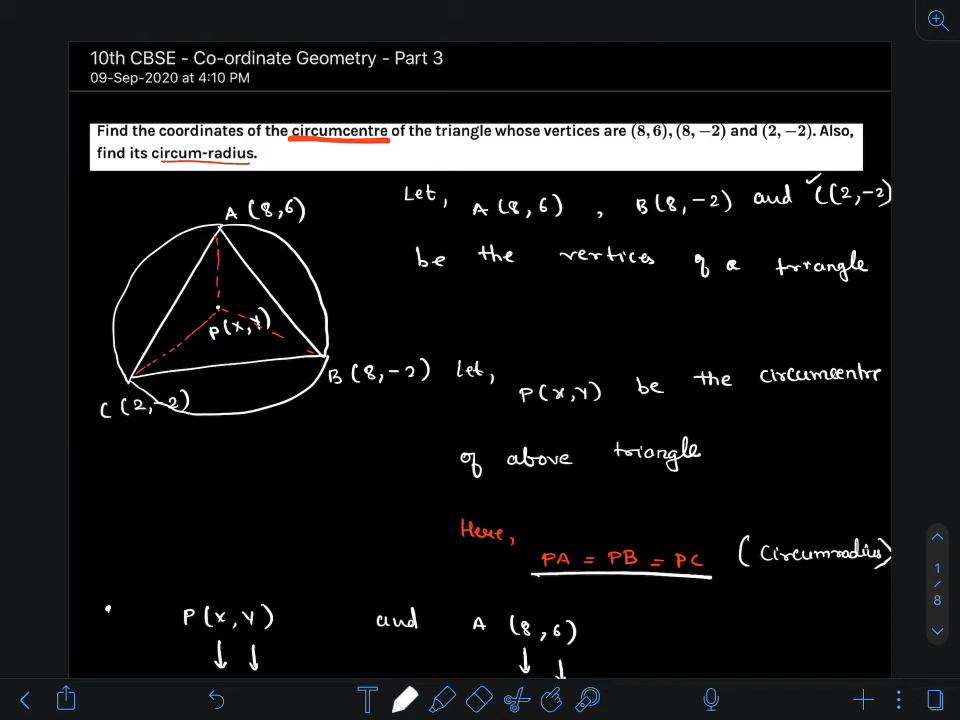 10th CBSE - Co-ordinate Geometry - Part 3
09-Sep-2020 at 4:10 PM
Find the coordinates of the circumcentre of the triangle whose vertices are (8, 6), (8, −2) and (2, −2). Also,
find its circum-radius.
Let, A (8, 6) , B (8, −2) and C (2, −2)
be the vertices of a triangle
A (8, 6)
P(x, y)
B (8, −2)
C (2, −2)
Let, P(x, y) be the circumcentre
of above triangle
Here,
PA = PB = PC (Circumradius)
P(x, y) and A (8, 6)
1
/
8
T